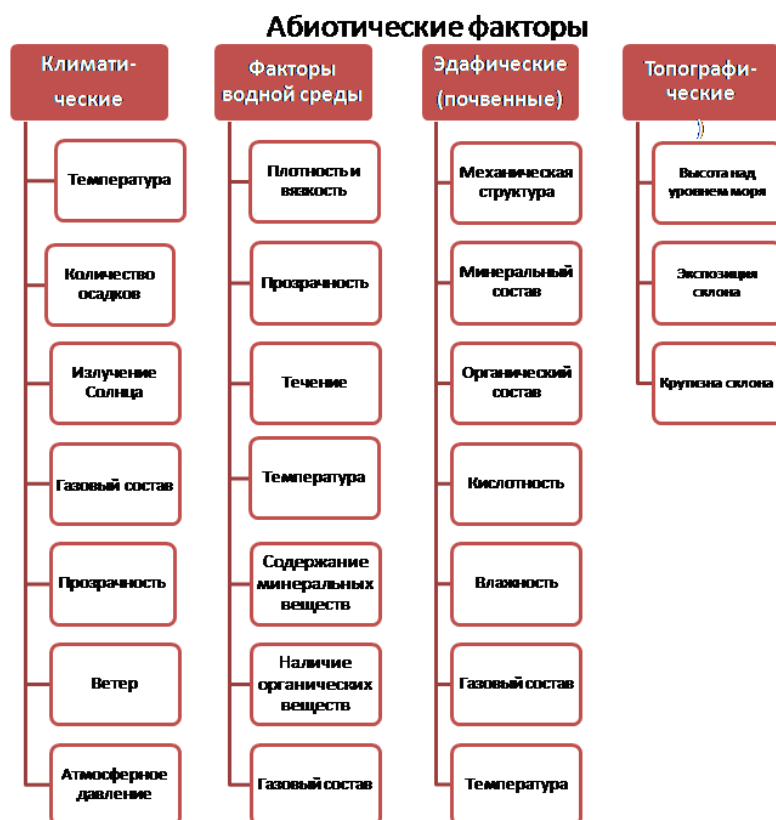 Абиотические факторы
Климати-
ческие
Температура
Количество
осадков
Излучение
Солнца
Газовый состав
Прозрачность
Ветер
Атмосферное
давление
Факторы
водной среды
Плотность и
вязкость
Прозрачность
Течение
Температура
Содержание
минеральных
веществ
Наличие
органических
веществ
Газовый состав
Эдафические
(почвенные)
Механическая
структура
Минеральный
состав
Органический
состав
Кислотность
Влажность
Газовый состав
Температура
Топографи-
ческие
)
Высота над
уровнем моря
Экспозиция
склона
Крутизна склона